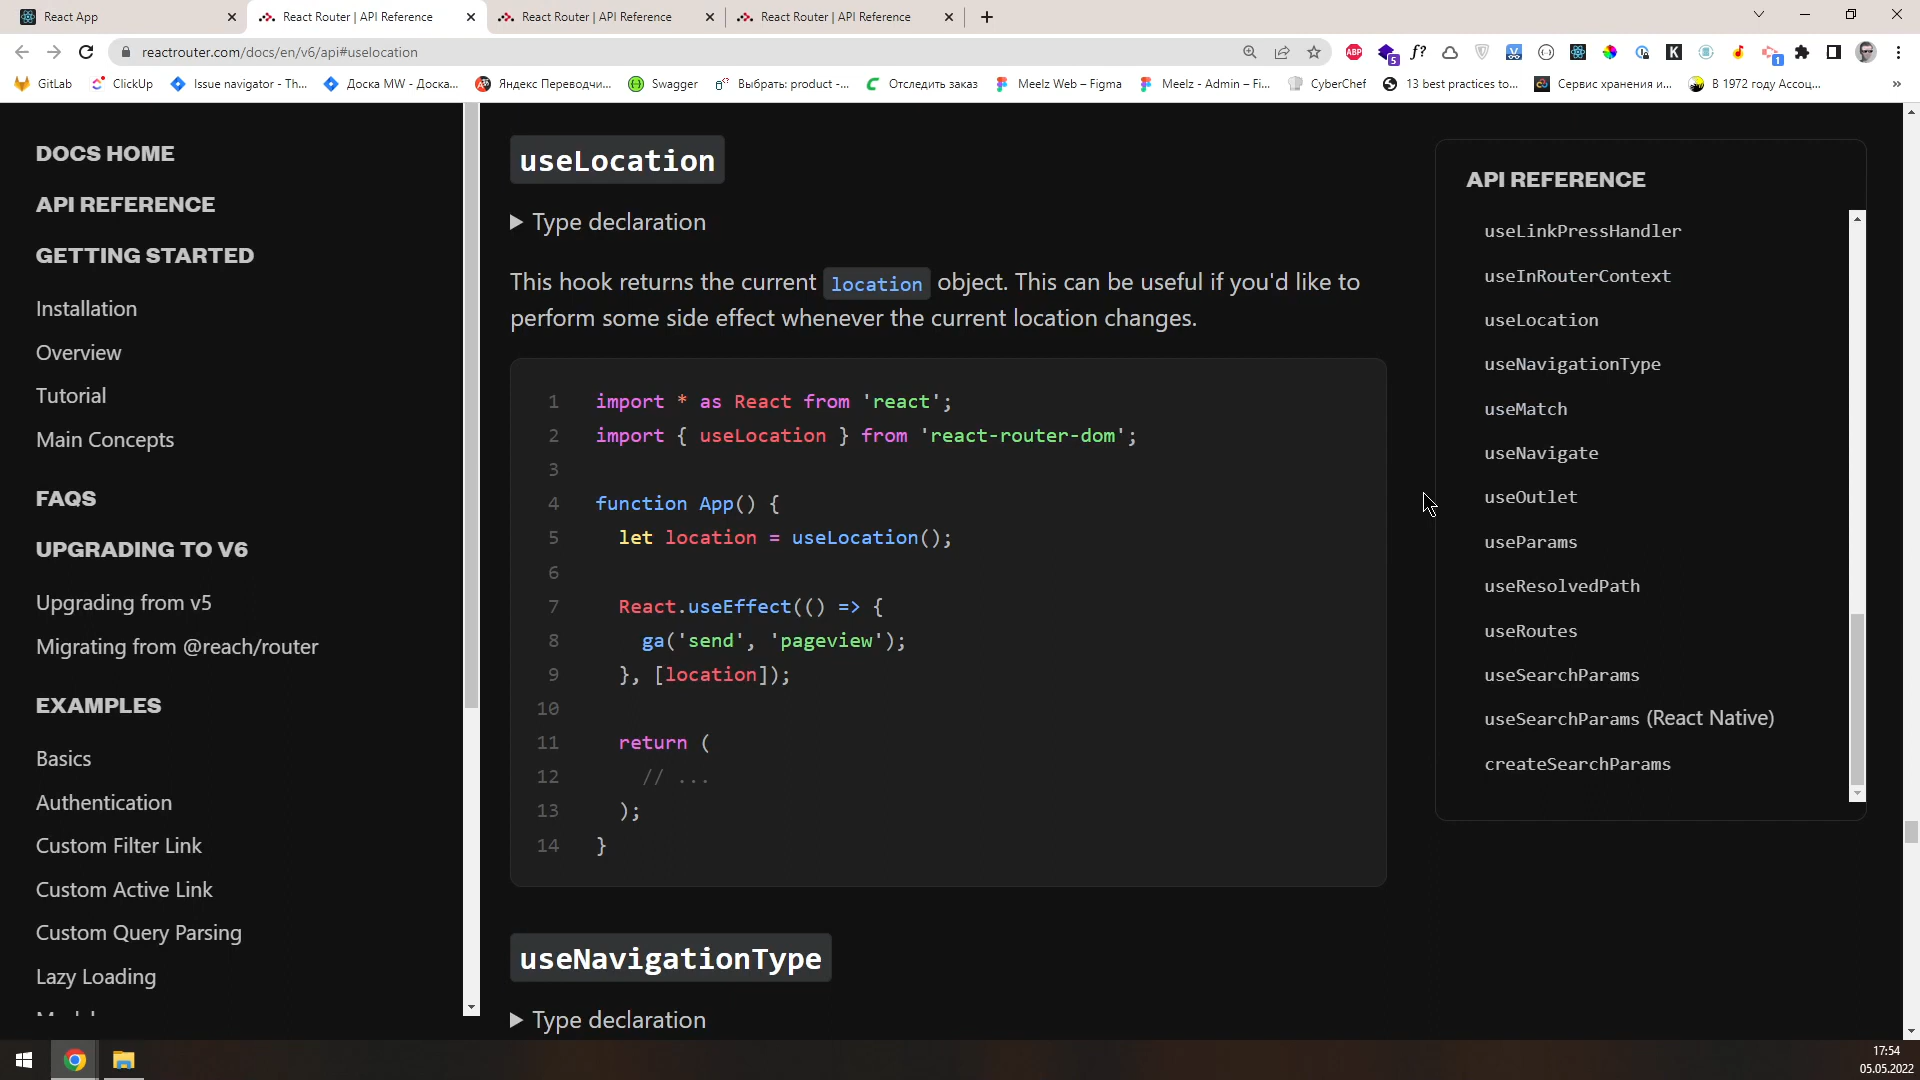 React App
React Router | API Reference
React Router | API Reference
React Router | API Reference
reactrouter.com/docs/en/v6/api#uselocation
ABP
5
f?
K
1
GitLab
ClickUp
Issue navigator - Th...
Доска MW - Доска...
Яндекс Переводчи...
Swagger
Выбрать: product -...
Отследить заказ
Meelz Web – Figma
Meelz - Admin – Fi...
CyberChef
13 best practices to...
Сервис хранения и...
В 1972 году Ассоц...
»
DOCS HOME
API REFERENCE
GETTING STARTED
Installation
Overview
Tutorial
Main Concepts
FAQS
UPGRADING TO V6
Upgrading from v5
Migrating from @reach/router
EXAMPLES
Basics
Authentication
Custom Filter Link
Custom Active Link
Custom Query Parsing
Lazy Loading
useLocation
Type declaration
This hook returns the current location object. This can be useful if you'd like to
perform some side effect whenever the current location changes.
1 import * as React from 'react';
2 import { useLocation } from 'react-router-dom';
3
4 function App() {
5 let location = useLocation();
6
7 React.useEffect(() => {
8 ga('send', 'pageview');
9 }, [location]);
10
11 return (
12 // ...
13 );
14 }
useNavigationType
Type declaration
API REFERENCE
useLinkPressHandler
useInRouterContext
useLocation
useNavigationType
useMatch
useNavigate
useOutlet
useParams
useResolvedPath
useRoutes
useSearchParams
useSearchParams (React Native)
createSearchParams
17:54
05.05.2022